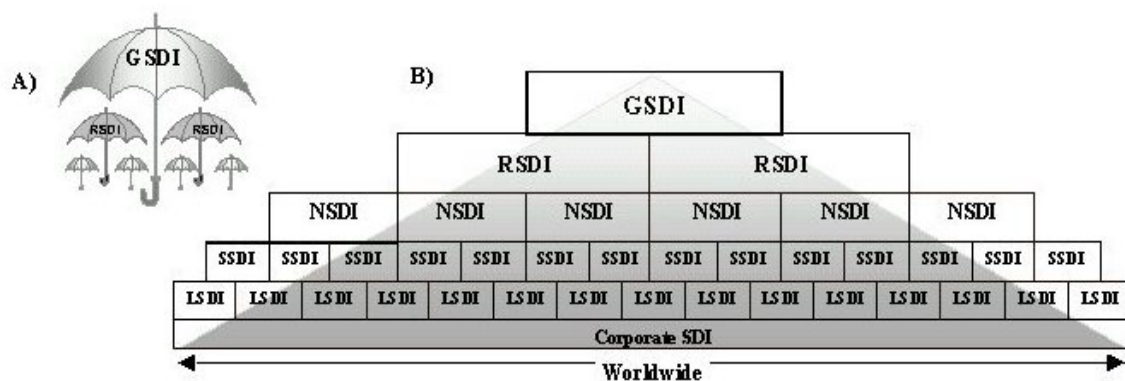 A)
GSDI
RSDI RSDI
B)
GSDI
RSDI RSDI
NSDI NSDI NSDI NSDI NSDI NSDI
SSDI SSDI SSDI SSDI SSDI SSDI SSDI SSDI SSDI SSDI SSDI SSDI SSDI SSDI
LSDI LSDI LSDI LSDI LSDI LSDI LSDI LSDI LSDI LSDI LSDI LSDI LSDI LSDI LSDI
Corporate SDI
Worldwide